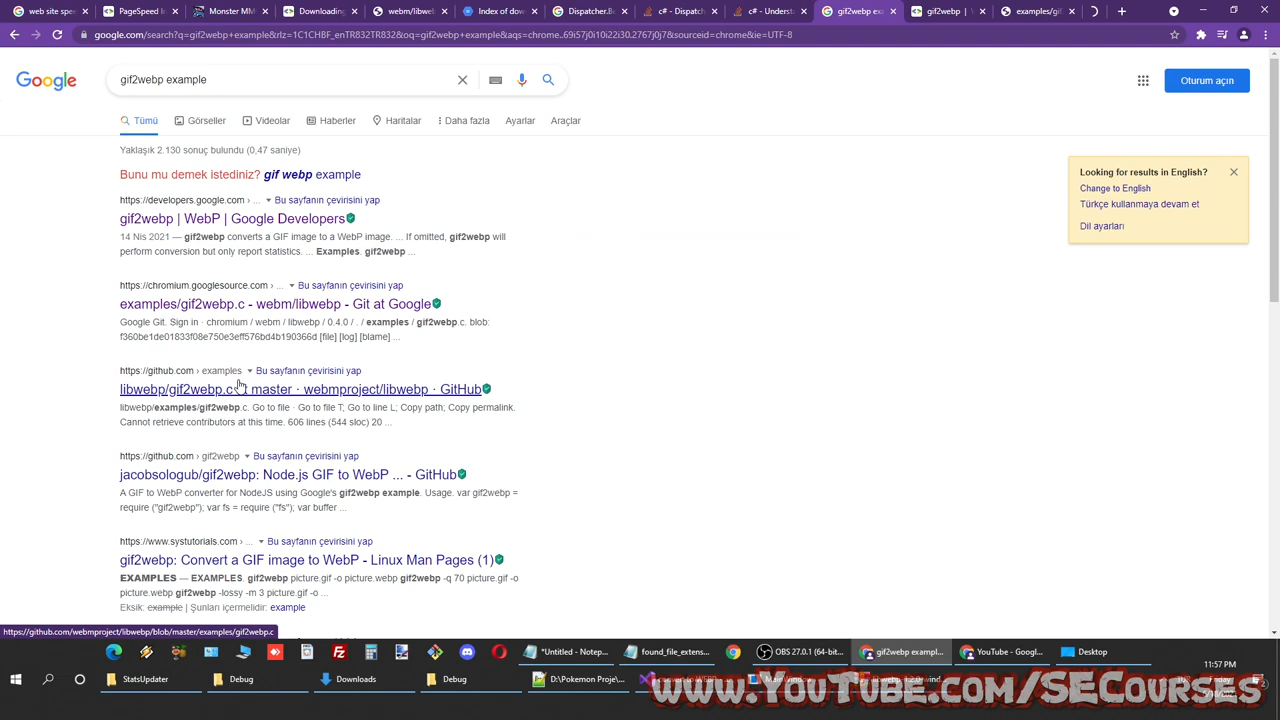 web site spee
PageSpeed In
Monster MM
Downloading
webm/libweb
Index of dow
Dispatcher.Be
c# - Dispatch
c# - Underst
gif2webp exa
gif2webp | W
examples/gif
google.com/search?q=gif2webp+example&rlz=1C1CHBF_enTR832TR832&oq=gif2webp+example&aqs=chrome..69i57j0i10i22i30.2767j0j7&sourceid=chrome&ie=UTF-8
Google
gif2webp example
Oturum açın
Tümü
Görseller
Videolar
Haberler
Haritalar
Daha fazla
Ayarlar
Araçlar
Yaklaşık 2.130 sonuç bulundu (0,47 saniye)
Bunu mu demek istediniz? gif webp example
Looking for results in English?
Change to English
Türkçe kullanmaya devam et
Dil ayarları
https://developers.google.com › ... Bu sayfanın çevirisini yap
gif2webp | WebP | Google Developers
14 Nis 2021 — gif2webp converts a GIF image to a WebP image. ... If omitted, gif2webp will
perform conversion but only report statistics. ... Examples. gif2webp ...
https://chromium.googlesource.com › ... Bu sayfanın çevirisini yap
examples/gif2webp.c - webm/libwebp - Git at Google
Google Git. Sign in · chromium / webm / libwebp / 0.4.0 / . / examples / gif2webp.c. blob:
f360be1de01833f08e750e3eff576bd4b190366d [file] [log] [blame] ...
https://github.com › examples Bu sayfanın çevirisini yap
libwebp/gif2webp.c at master · webmproject/libwebp · GitHub
libwebp/examples/gif2webp.c. Go to file · Go to file T; Go to line L; Copy path; Copy permalink.
Cannot retrieve contributors at this time. 606 lines (544 sloc) 20 ...
https://github.com › gif2webp Bu sayfanın çevirisini yap
jacobsologub/gif2webp: Node.js GIF to WebP ... - GitHub
A GIF to WebP converter for NodeJS using Google's gif2webp example. Usage. var gif2webp =
require ("gif2webp"); var fs = require ("fs"); var buffer ...
https://www.systutorials.com › ... Bu sayfanın çevirisini yap
gif2webp: Convert a GIF image to WebP - Linux Man Pages (1)
EXAMPLES — EXAMPLES. gif2webp picture.gif -o picture.webp gif2webp -q 70 picture.gif -o
picture.webp gif2webp -lossy -m 3 picture.gif -o ...
Eksik: example | Şunları içermelidir: example
https://github.com/webmproject/libwebp/blob/master/examples/gif2webp.c
*Untitled - Notep...
found_file_extens...
OBS 27.0.1 (64-bit...
gif2webp exampl...
YouTube - Googl...
Desktop
11:57 PM
StatsUpdater
Debug
Downloads
Debug
D:\Pokemon Proje...
Friday
www.YouTube.com/SECourses